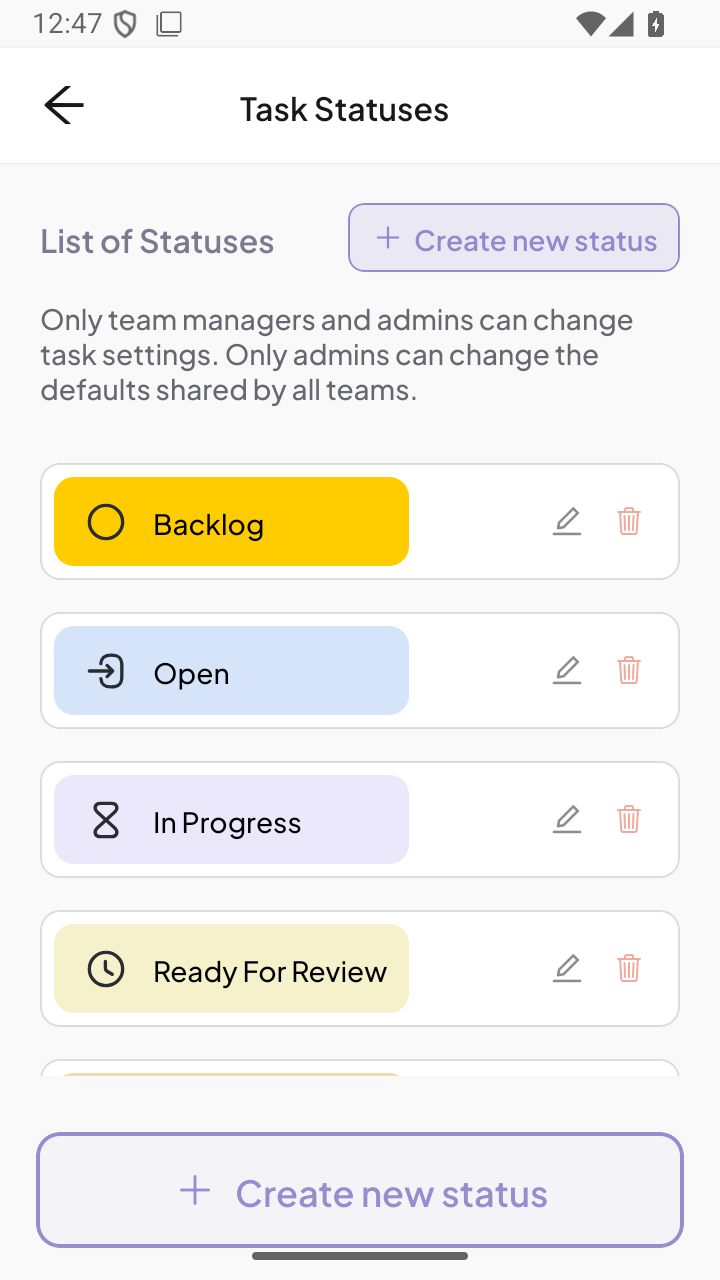 12:47
Task Statuses
List of Statuses
Create new status
Only team managers and admins can change
task settings. Only admins can change the
defaults shared by all teams.
Backlog
Open
In Progress
Ready For Review
Create new status